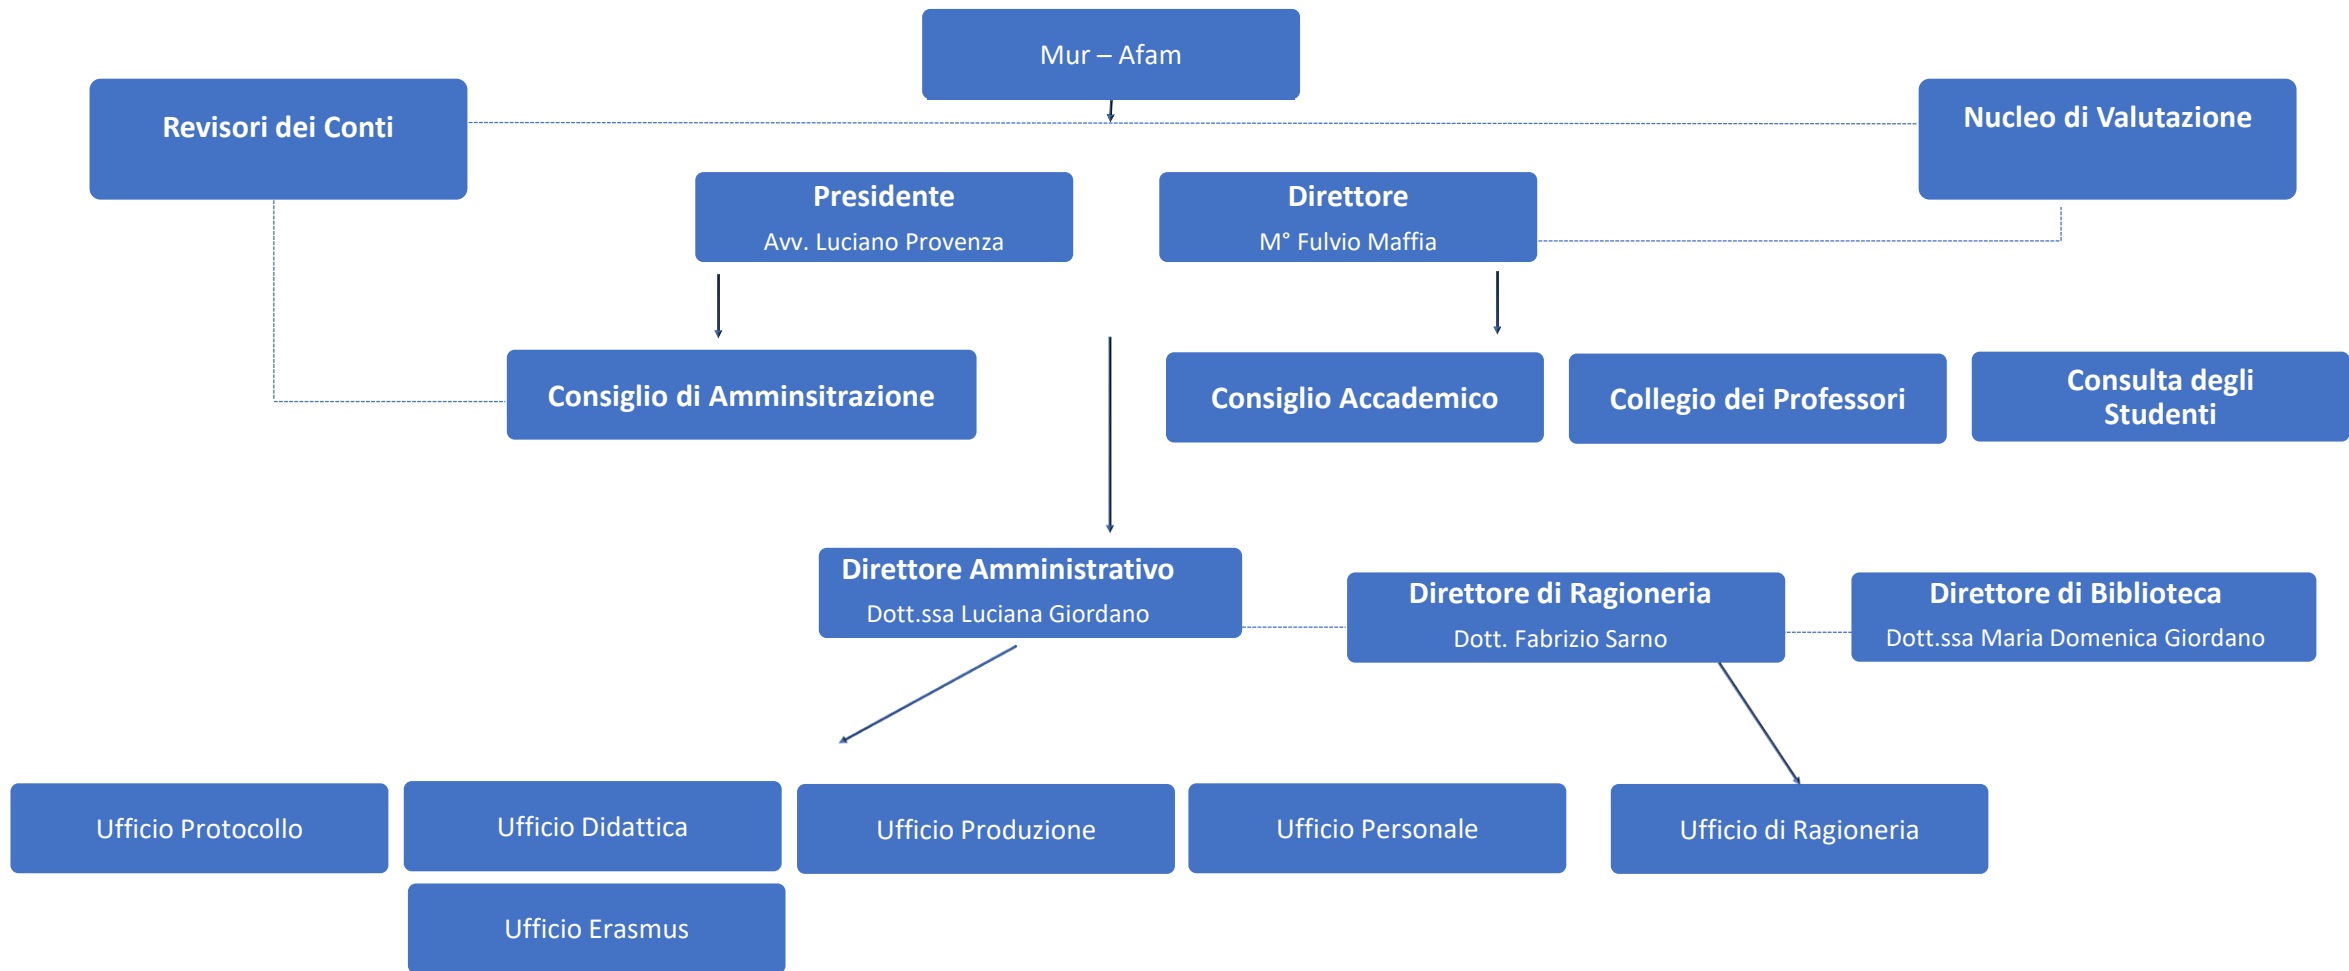 Mur – Afam
Revisori dei Conti
Nucleo di Valutazione
Presidente
Avv. Luciano Provenza
Direttore
M° Fulvio Maffia
Consiglio di Amminsitrazione
Consiglio Accademico
Collegio dei Professori
Consulta degli
Studenti
Direttore Amministrativo
Dott.ssa Luciana Giordano
Direttore di Ragioneria
Dott. Fabrizio Sarno
Direttore di Biblioteca
Dott.ssa Maria Domenica Giordano
Ufficio Protocollo
Ufficio Didattica
Ufficio Produzione
Ufficio Personale
Ufficio di Ragioneria
Ufficio Erasmus